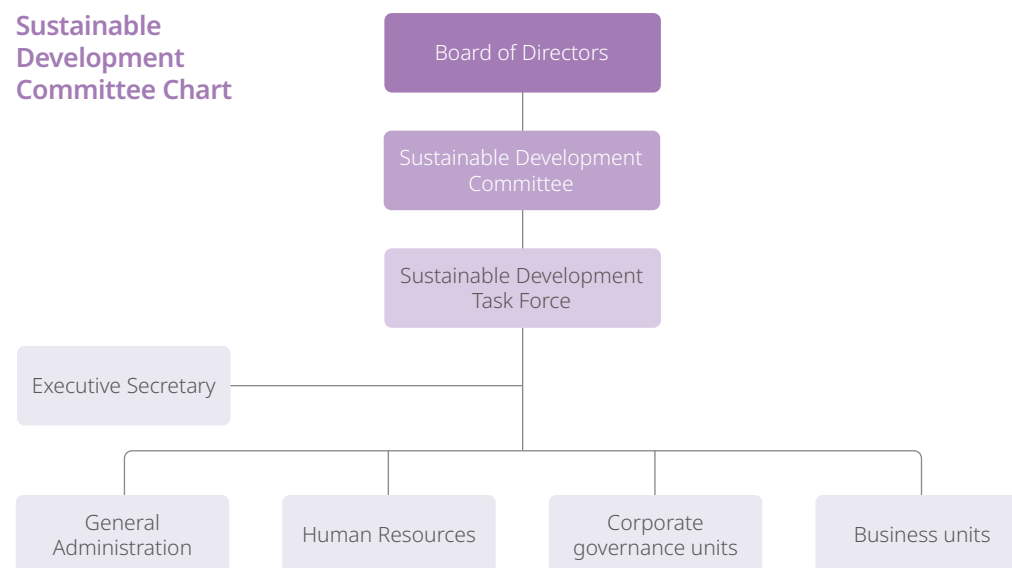 Sustainable
Development
Committee Chart
Board of Directors
Sustainable Development
Committee
Sustainable Development
Task Force
Executive Secretary
General
Administration
Human Resources
Corporate
governance units
Business units